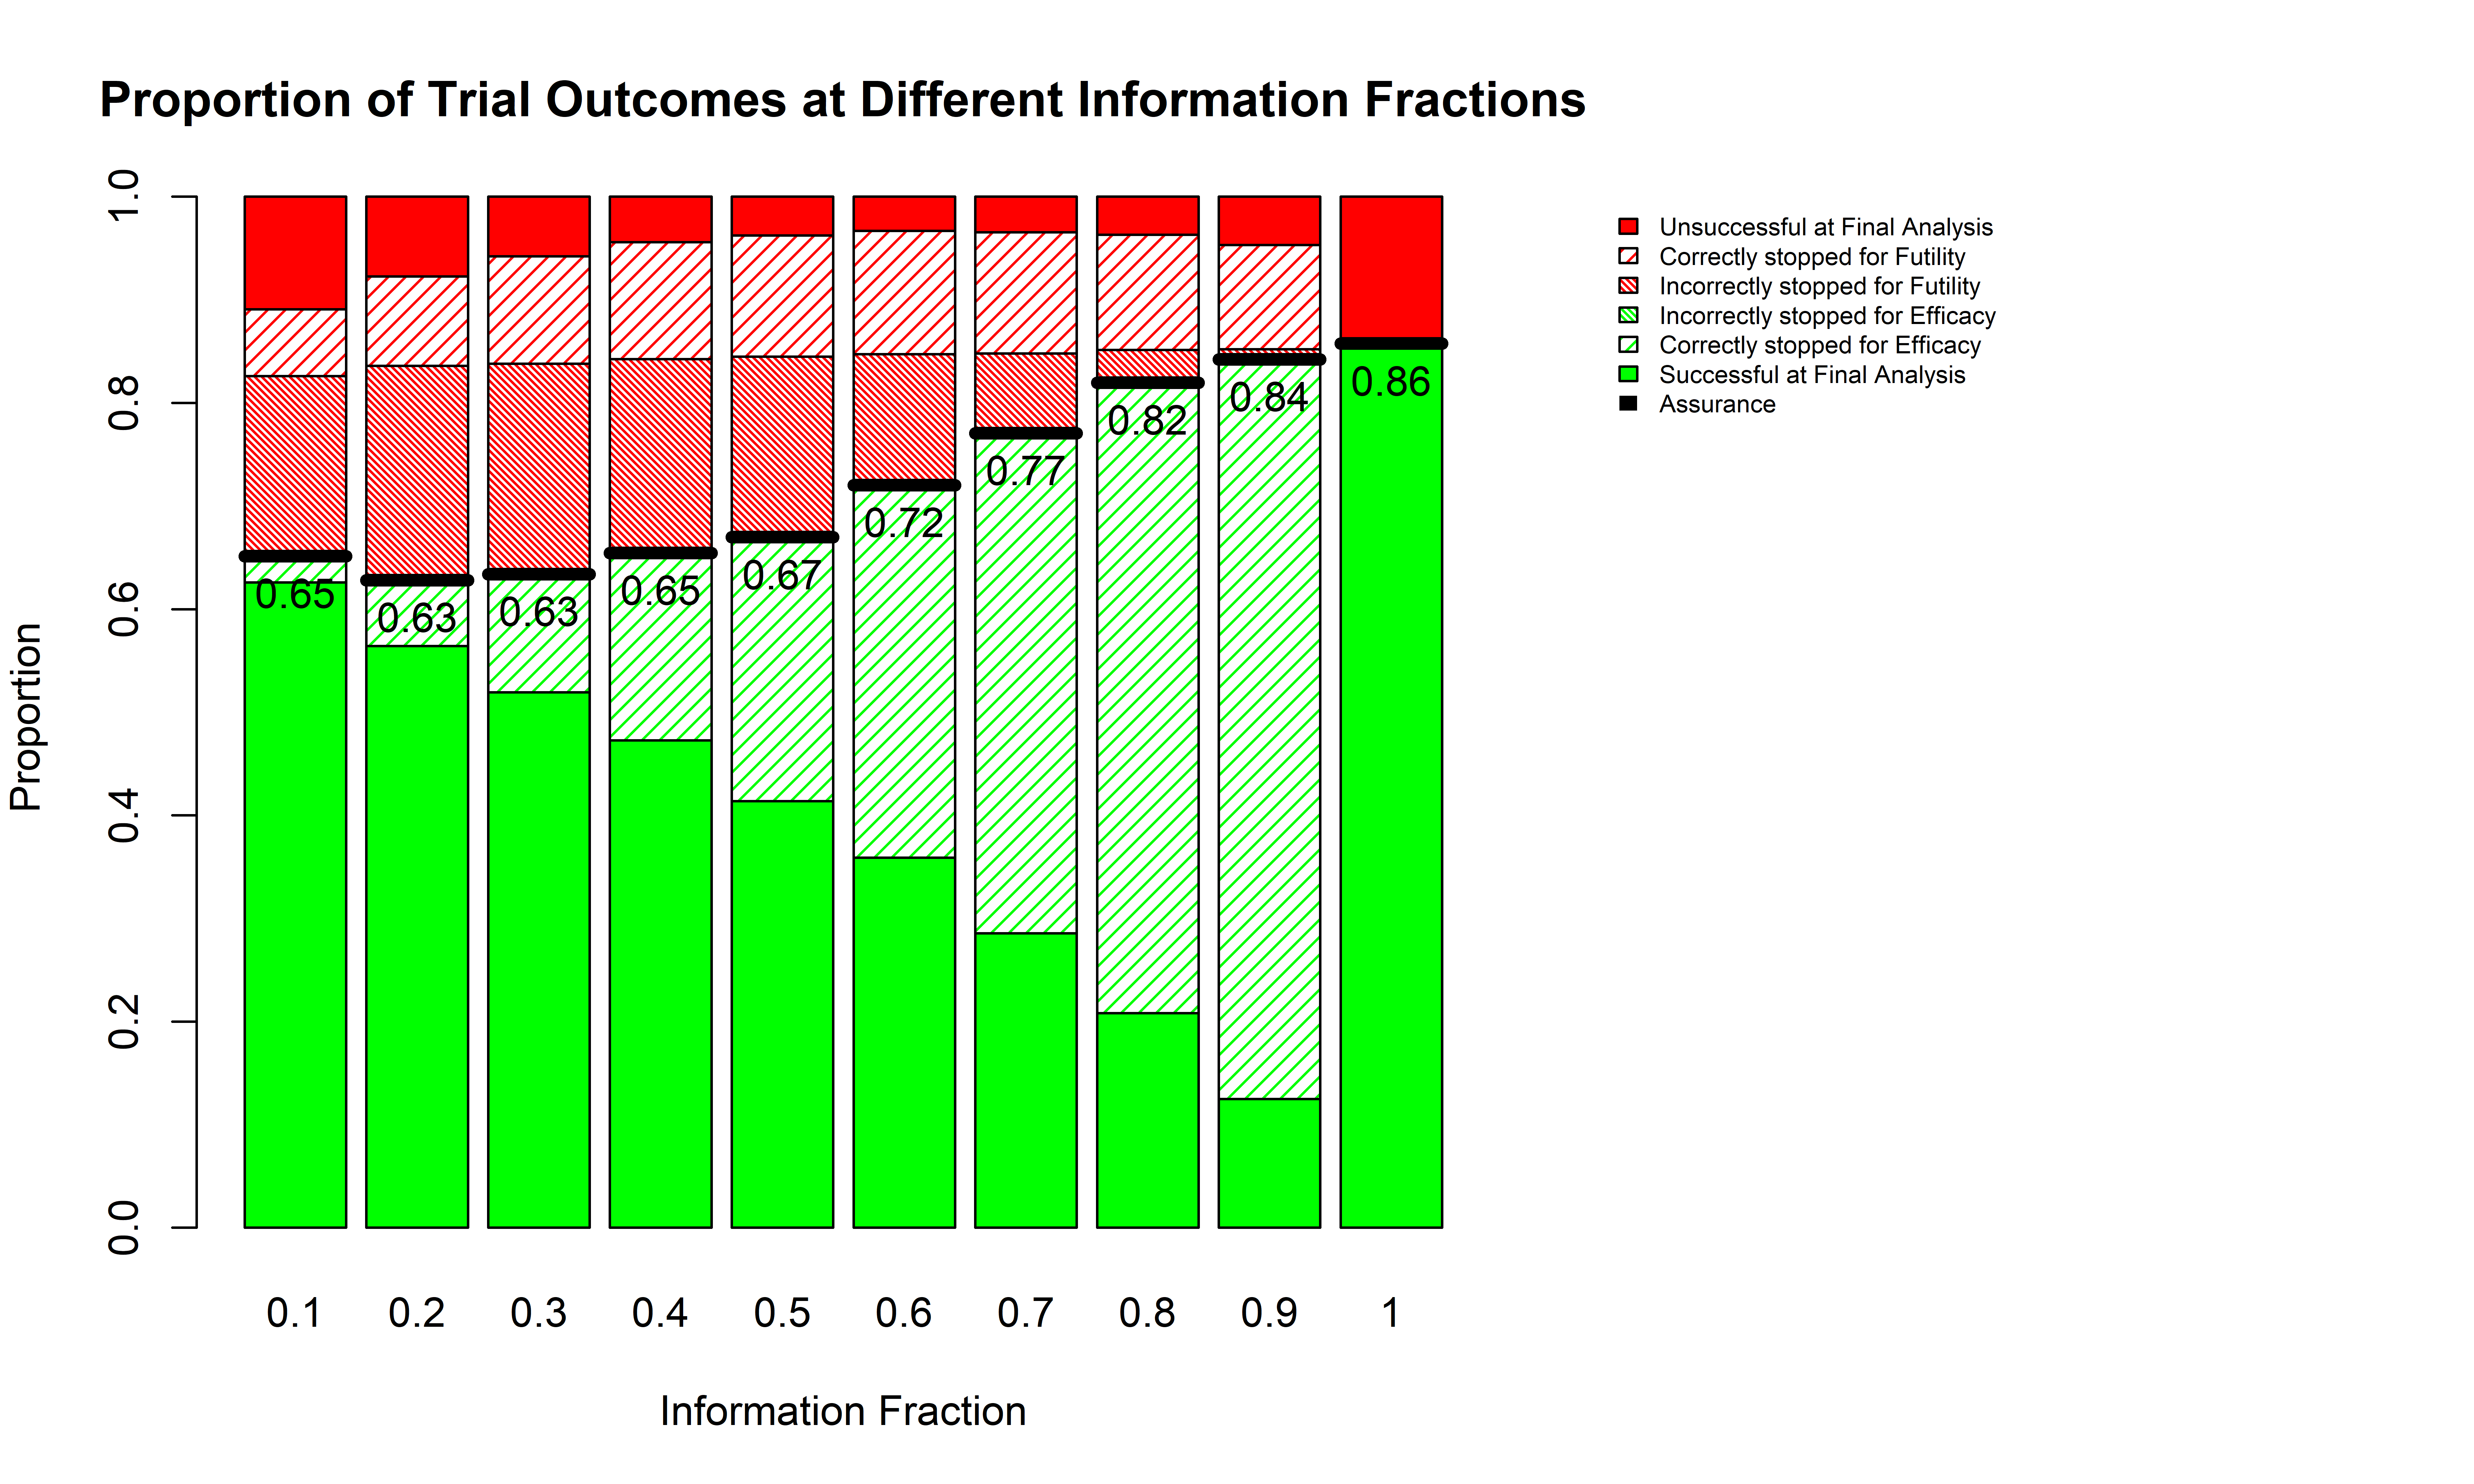 Proportion of Trial Outcomes at Different Information Fractions
Proportion
1.0
0.8
0.6
0.4
0.2
0.0
0.65
0.63
0.63
0.65
0.67
0.72
0.77
0.82
0.84
0.86
0.1 0.2 0.3 0.4 0.5 0.6 0.7 0.8 0.9 1
Information Fraction
Unsuccessful at Final Analysis
Correctly stopped for Futility
Incorrectly stopped for Futility
Incorrectly stopped for Efficacy
Correctly stopped for Efficacy
Successful at Final Analysis
Assurance